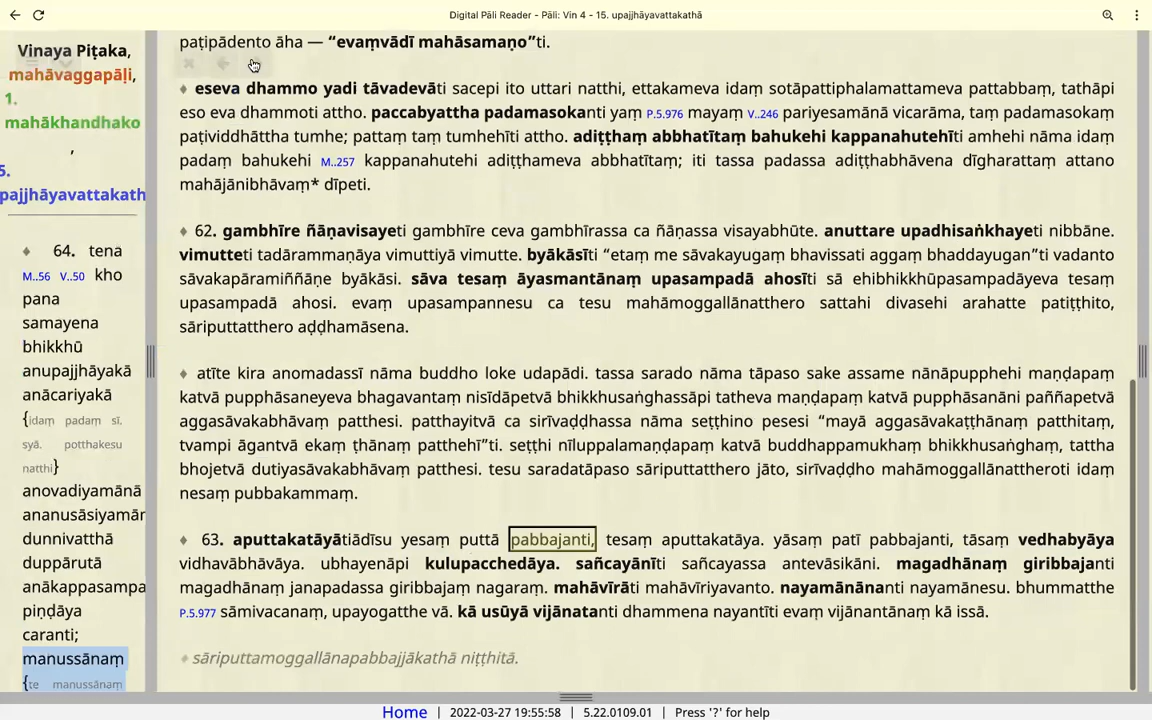 Digital Pāli Reader - Pāli: Vin 4 - 15. upajjhāyavattakathā
Vinaya Piṭaka,
mahāvaggapāḷi,
1.
mahākhandhako
,
5.
pajjhāyavattakath
♦ 64. tena
M..56 V..50 kho
pana
samayena
bhikkhū
anupajjhāyakā
anācariyakā
{idaṃ padaṃ sī.
syā. potthakesu
natthi}
anovadiyamānā
ananusāsiyamān
dunnivatthā
duppārutā
anākappasampa
piṇḍāya
caranti;
manussānaṃ
{te manussānaṃ
paṭipādento āha — “evaṃvādī mahāsamaṇo”ti.
♦ eseva dhammo yadi tāvadevāti sacepi ito uttari natthi, ettakameva idaṃ sotāpattiphalamattameva pattabbaṃ, tathāpi
eso eva dhammoti attho. paccabyattha padamasokanti yaṃ P.5.976 mayaṃ V..246 pariyesamānā vicarāma, taṃ padamasokaṃ
paṭividdhāttha tumhe; pattaṃ taṃ tumhehīti attho. adiṭṭhaṃ abbhatītaṃ bahukehi kappanahutehīti amhehi nāma idaṃ
padaṃ bahukehi M..257 kappanahutehi adiṭṭhameva abbhatītaṃ; iti tassa padassa adiṭṭhabhāvena dīgharattaṃ attano
mahājānibhāvaṃ* dīpeti.
♦ 62. gambhīre ñāṇavisayeti gambhīre ceva gambhīrassa ca ñāṇassa visayabhūte. anuttare upadhisaṅkhayeti nibbāne.
vimutteti tadārammaṇāya vimuttiyā vimutte. byākāsīti “etaṃ me sāvakayugaṃ bhavissati aggaṃ bhaddayugan”ti vadanto
sāvakapāramiññāṇe byākāsi. sāva tesaṃ āyasmantānaṃ upasampadā ahosīti sā ehibhikkhūpasampadāyeva tesaṃ
upasampadā ahosi. evaṃ upasampannesu ca tesu mahāmoggallānatthero sattahi divasehi arahatte patiṭṭhito,
sāriputtatthero aḍḍhamāsena.
♦ atīte kira anomadassī nāma buddho loke udapādi. tassa sarado nāma tāpaso sake assame nānāpupphehi maṇḍapaṃ
katvā pupphāsaneyeva bhagavantaṃ nisīdāpetvā bhikkhusaṅghassāpi tatheva maṇḍapaṃ katvā pupphāsanāni paññapetvā
aggasāvakabhāvaṃ patthesi. patthayitvā ca sirīvaḍḍhassa nāma seṭṭhino pesesi “mayā aggasāvakaṭṭhānaṃ patthitaṃ,
tvampi āgantvā ekaṃ ṭhānaṃ patthehī”ti. seṭṭhi nīluppalamaṇḍapaṃ katvā buddhappamukhaṃ bhikkhusaṅghaṃ, tattha
bhojetvā dutiyasāvakabhāvaṃ patthesi. tesu saradatāpaso sāriputtatthero jāto, sirīvaḍḍho mahāmoggallānattheroti idaṃ
nesaṃ pubbakammaṃ.
♦ 63. aputtakatāyātiādīsu yesaṃ puttā pabbajanti, tesaṃ aputtakatāya. yāsaṃ patī pabbajanti, tāsaṃ vedhabyāya
vidhavābhāvāya. ubhayenāpi kulupacchedāya. sañcayānīti sañcayassa antevāsikāni. magadhānaṃ giribbajanti
magadhānaṃ janapadassa giribbajaṃ nagaraṃ. mahāvīrāti mahāvīriyavanto. nayamānānanti nayamānesu. bhummatthe
P.5.977 sāmivacanaṃ, upayogatthe vā. kā usūyā vijānatanti dhammena nayantīti evaṃ vijānantānaṃ kā issā.
♦ sāriputtamoggallānapabbajjākathā niṭṭhitā.
Home | 2022-03-27 19:55:58 | 5.22.0109.01 | Press '?' for help